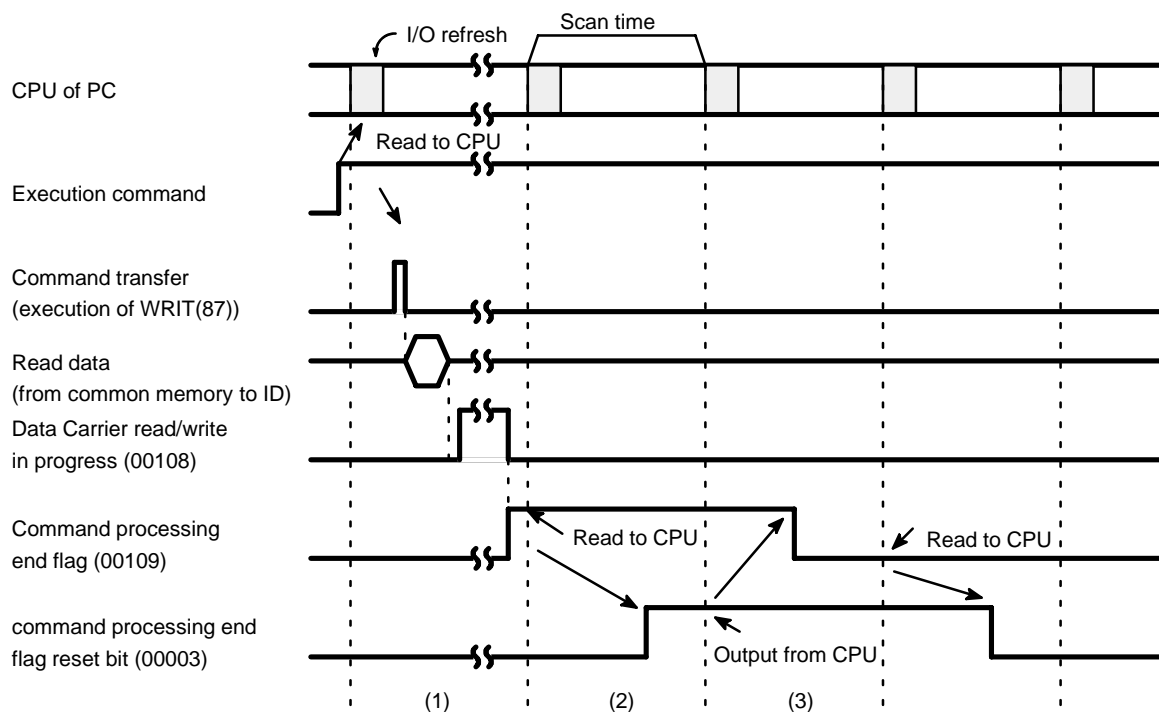 Scan time
I/O refresh
CPU of PC
Read to CPU
Execution command
Command transfer
(execution of WRIT(87))
Read data
(from common memory to ID)
Data Carrier read/write
in progress (00108)
Command processing
end flag (00109)
Read to CPU
Read to CPU
command processing end
flag reset bit (00003)
Output from CPU
(1)
(2)
(3)